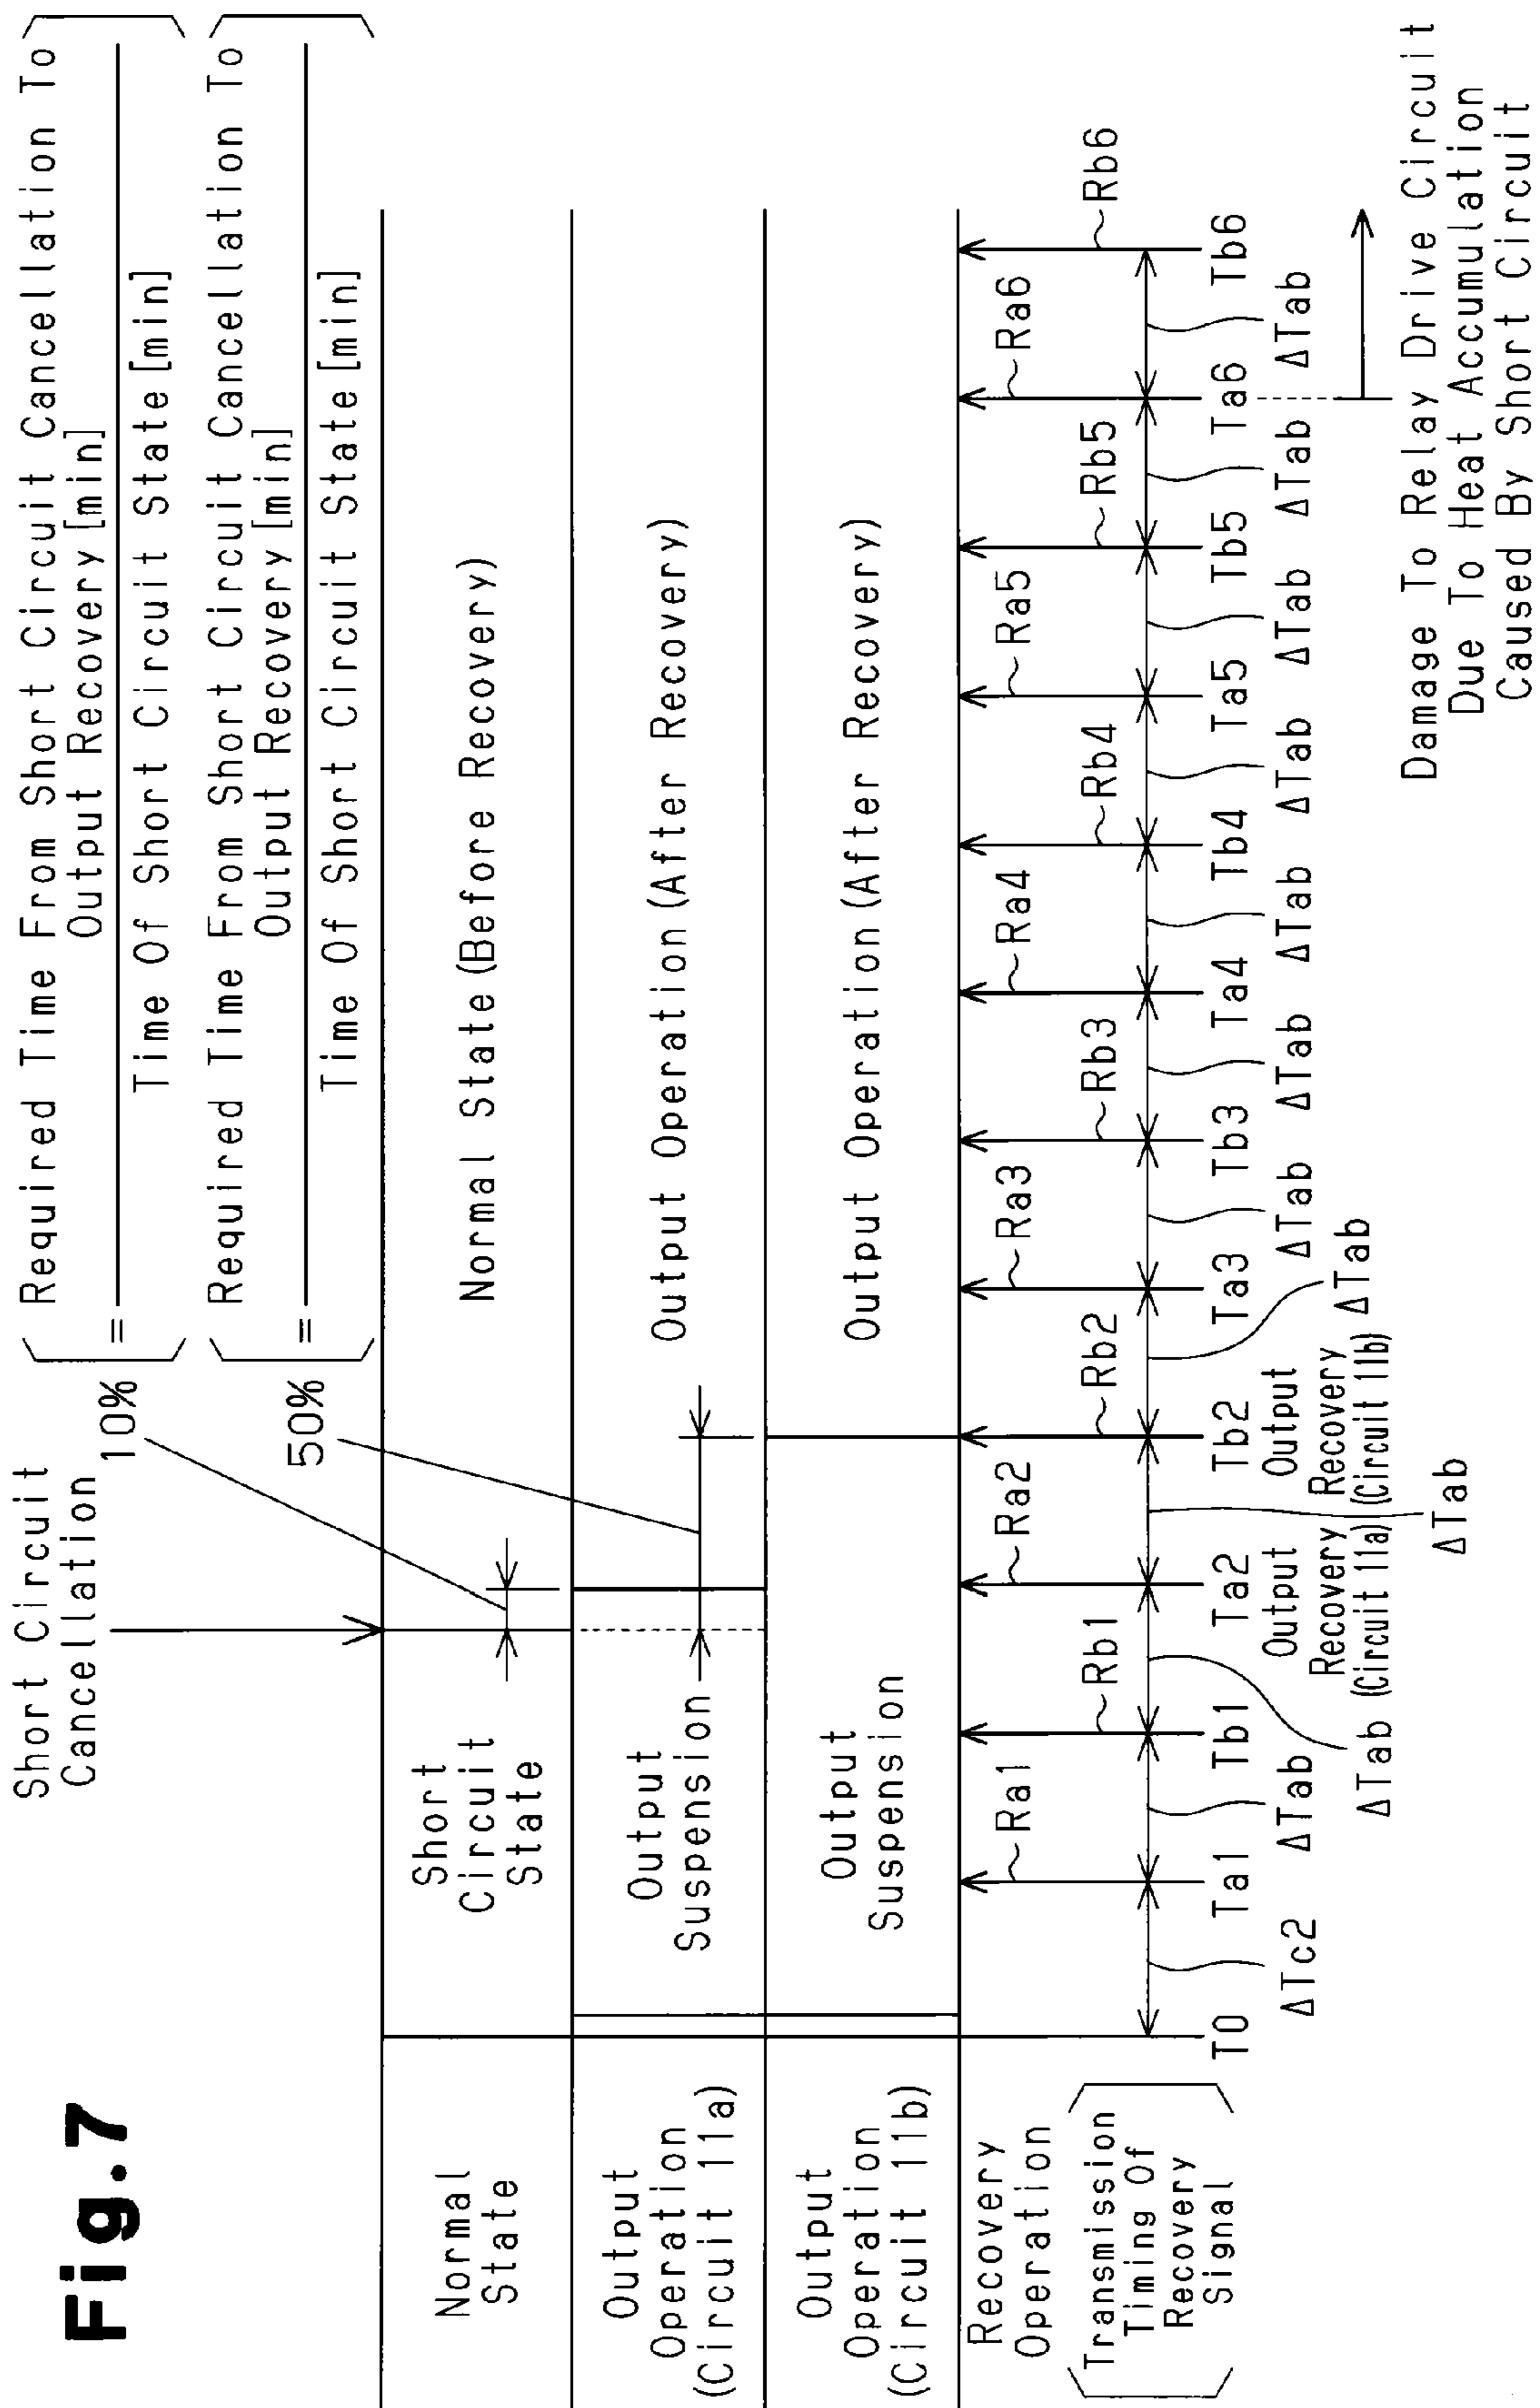 Fig.7
Short Circuit
Cancellation
10%
=
Required Time From Short Circuit Cancellation To
Output Recovery[min]
Time Of Short Circuit State[min]
50%
=
Required Time From Short Circuit Cancellation To
Output Recovery[min]
Time Of Short Circuit State[min]
Normal
State
Short
Circuit
State
Normal State(Before Recovery)
Output
Operation
(Circuit 11a)
Output
Suspension
Output Operation(After Recovery)
Output
Operation
(Circuit 11b)
Output
Suspension
Output Operation(After Recovery)
Recovery
Operation
Transmission
Timing Of
Recovery
Signal
Ra1
Ra2
Ra3
Ra4
Ra5
Ra6
Rb1
Rb2
Rb3
Rb4
Rb5
Rb6
T0
Ta1
Tb1
Ta2
Tb2
Ta3
Tb3
Ta4
Tb4
Ta5
Tb5
Ta6
Tb6
Output
Recovery
(Circuit 11a)
Output
Recovery
(Circuit 11b)
ΔTc2
ΔTab
ΔTab
ΔTab
ΔTab
ΔTab
ΔTab
ΔTab
ΔTab
ΔTab
ΔTab
ΔTab
Damage To Relay Drive Circuit
Due To Heat Accumulation
Caused By Short Circuit